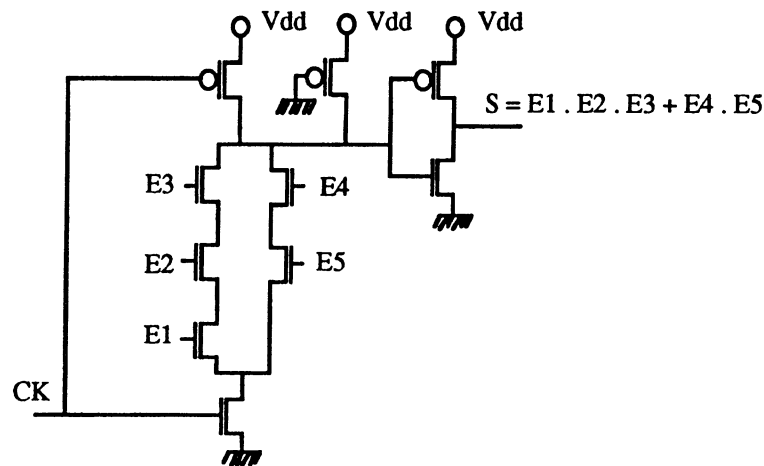 Vdd
Vdd
Vdd
S = E1 . E2 . E3 + E4 . E5
E3
E4
E2
E5
E1
CK